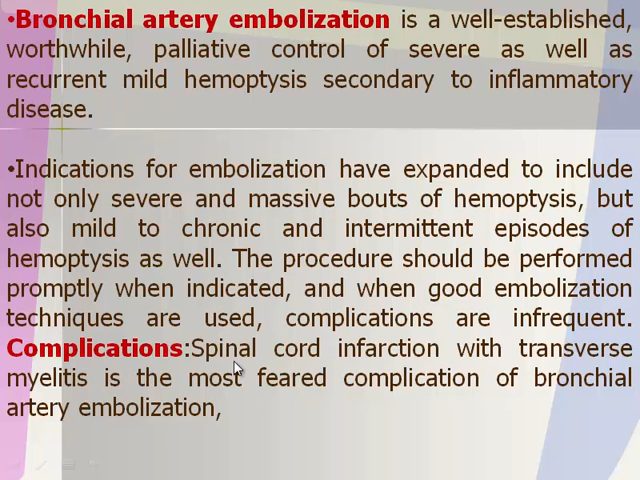 •Bronchial artery embolization is a well-established,
worthwhile, palliative control of severe as well as
recurrent mild hemoptysis secondary to inflammatory
disease.
•Indications for embolization have expanded to include
not only severe and massive bouts of hemoptysis, but
also mild to chronic and intermittent episodes of
hemoptysis as well. The procedure should be performed
promptly when indicated, and when good embolization
techniques are used, complications are infrequent.
Complications:Spinal cord infarction with transverse
myelitis is the most feared complication of bronchial
artery embolization,